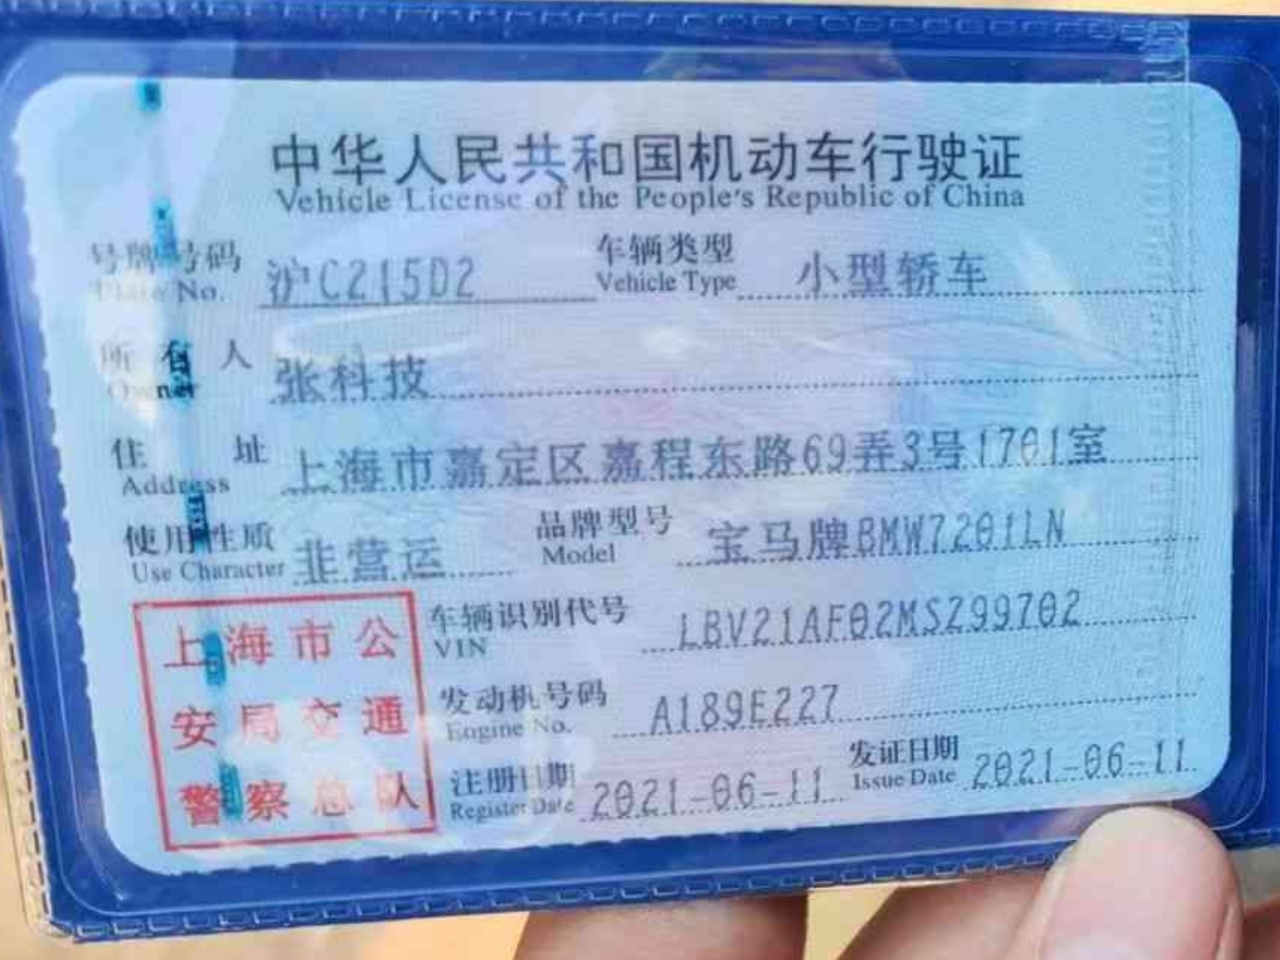 中华人民共和国机动车行驶证
Vehicle License of the People's Republic of China
号牌号码 沪C215D2 车辆类型 小型轿车
Plate No. Vehicle Type
所有人 张科技
Owner
住址 上海市嘉定区嘉程东路69弄3号1701室
Address
使用性质 非营运 品牌型号 宝马牌BMW7201LN
Use Character Model
车辆识别代号 LBV21AF02MSZ99702
VIN
发动机号码 A189E227
Engine No.
注册日期 2021-06-11 发证日期 2021-06-11
Register Date Issue Date
上海市公
安局交通
警察总队